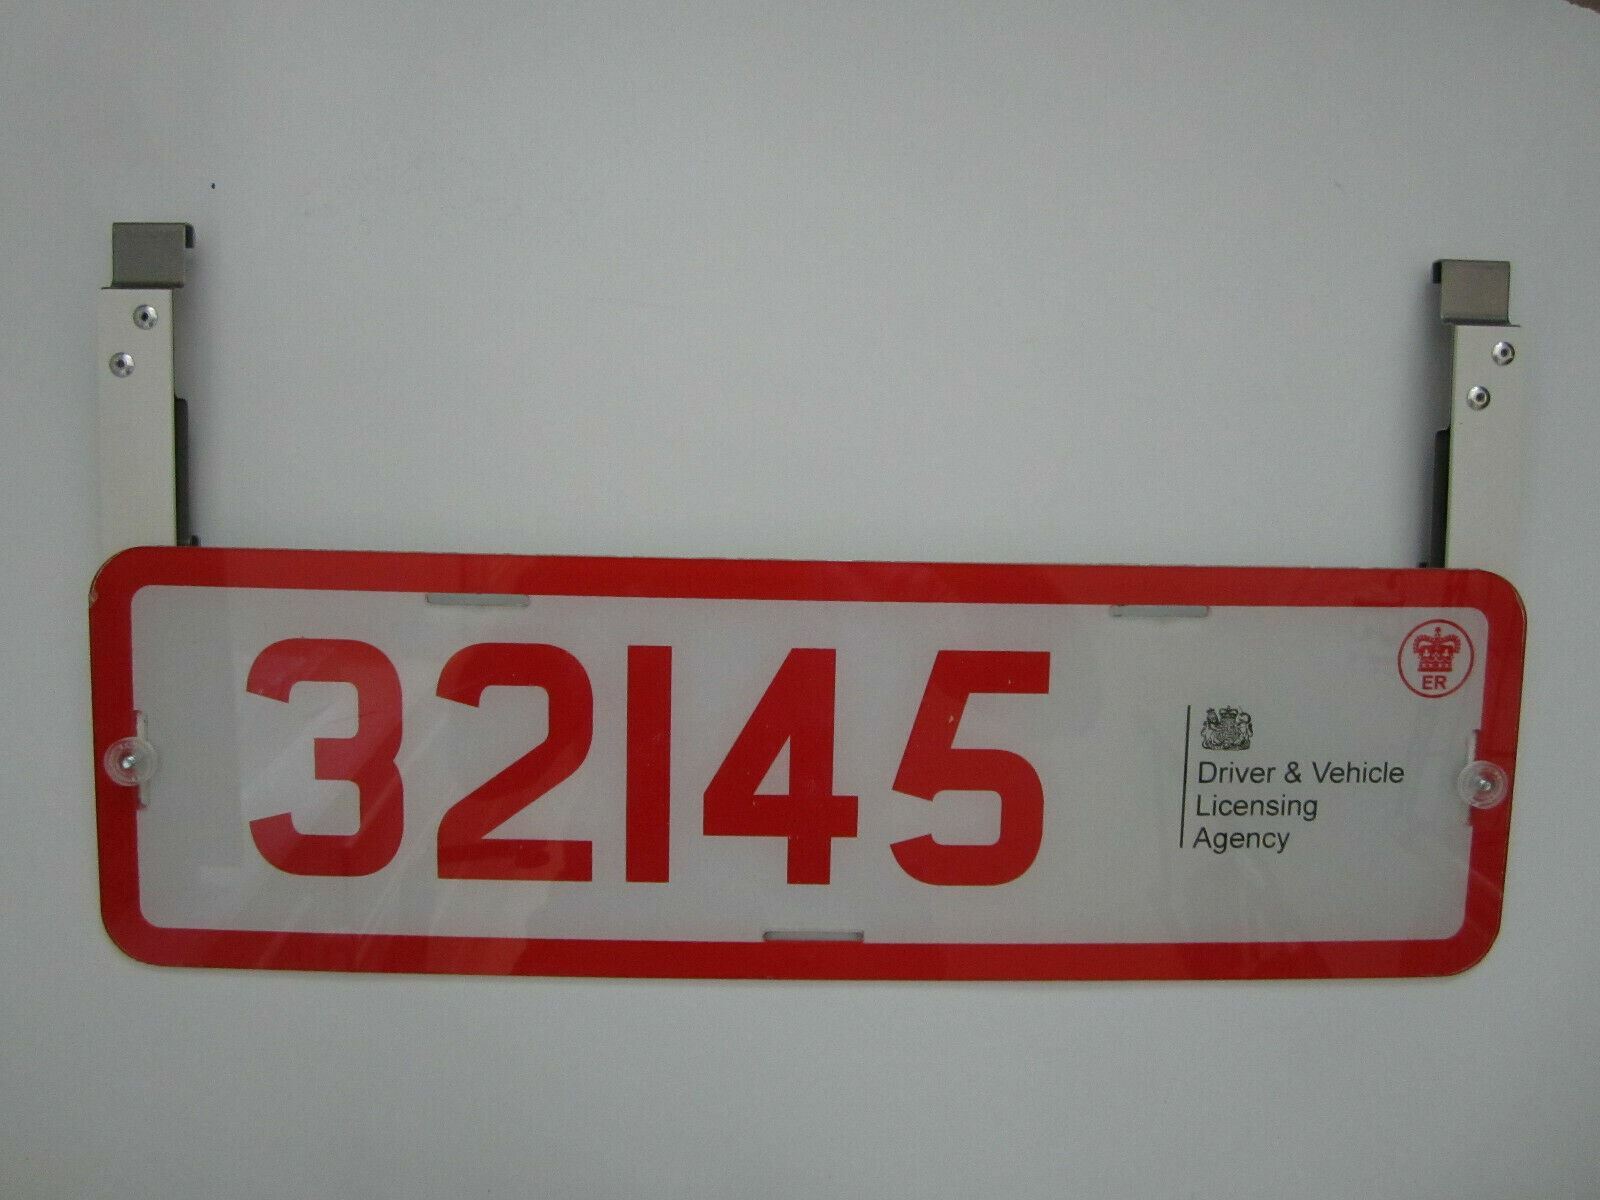 32145
ER
Driver & Vehicle
Licensing
Agency